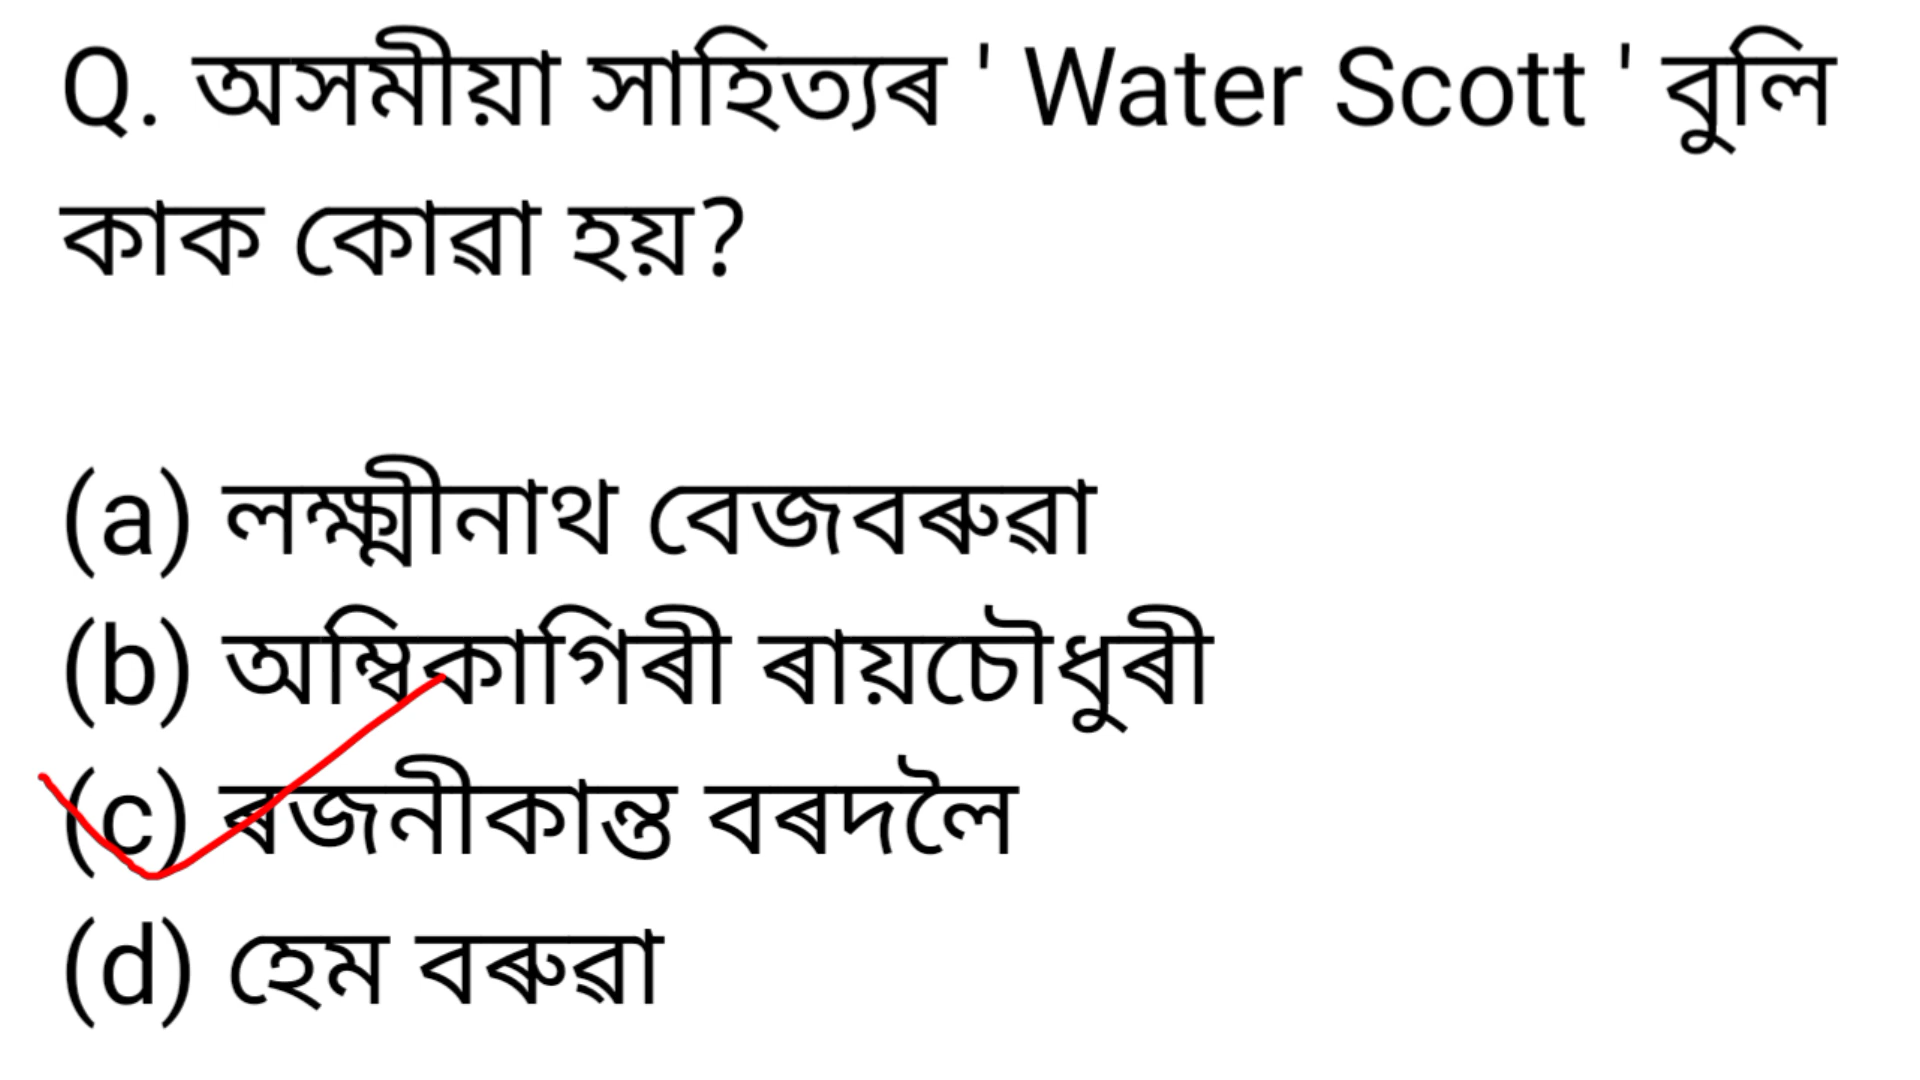 Q. অসমীয়া সাহিত্যৰ ' Water Scott ' বুলি
কাক কোৱা হয়?
(a) লক্ষ্মীনাথ বেজবৰুৱা
(b) অম্বিকাগিৰী ৰায়চৌধুৰী
(c) ৰজনীকান্ত বৰদলৈ
(d) হেম বৰুৱা